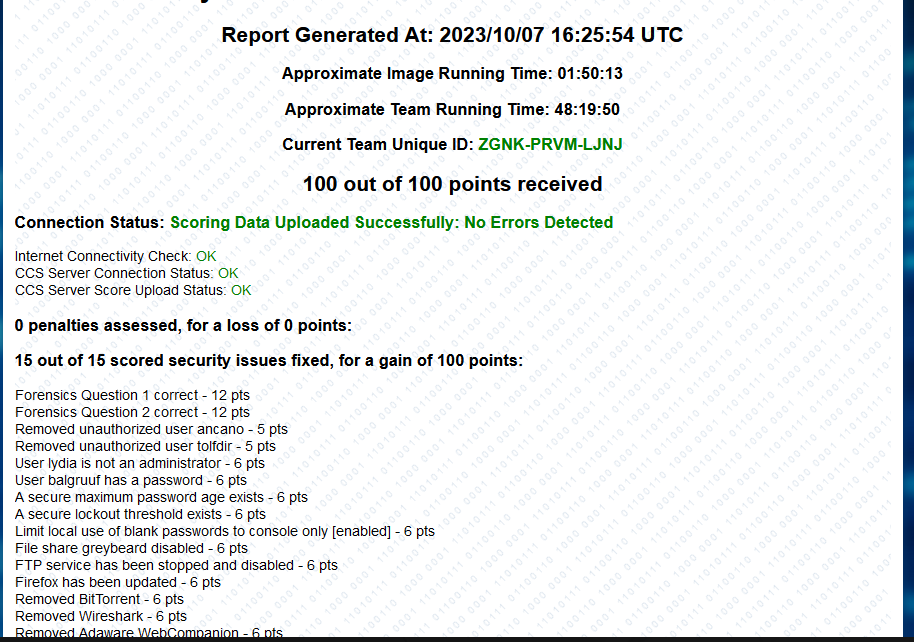 Report Generated At: 2023/10/07 16:25:54 UTC
Approximate Image Running Time: 01:50:13
Approximate Team Running Time: 48:19:50
Current Team Unique ID: ZGNK-PRVM-LJNJ
100 out of 100 points received
Connection Status: Scoring Data Uploaded Successfully: No Errors Detected
Internet Connectivity Check: OK
CCS Server Connection Status: OK
CCS Server Score Upload Status: OK
0 penalties assessed, for a loss of 0 points:
15 out of 15 scored security issues fixed, for a gain of 100 points:
Forensics Question 1 correct - 12 pts
Forensics Question 2 correct - 12 pts
Removed unauthorized user ancano - 5 pts
Removed unauthorized user tolfdir - 5 pts
User lydia is not an administrator - 6 pts
User balgruuf has a password - 6 pts
A secure maximum password age exists - 6 pts
A secure lockout threshold exists - 6 pts
Limit local use of blank passwords to console only [enabled] - 6 pts
File share greybeard disabled - 6 pts
FTP service has been stopped and disabled - 6 pts
Firefox has been updated - 6 pts
Removed BitTorrent - 6 pts
Removed Wireshark - 6 pts
Removed Adaware WebCompanion - 6 pts